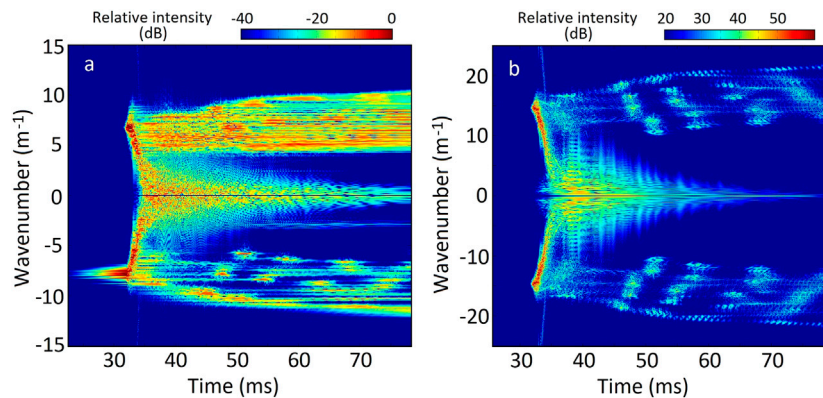 Relative intensity
(dB)
-40 -20 0
Relative intensity
(dB)
20 30 40 50
a
b
Wavenumber (m-1)
15
10
5
0
-5
-10
-15
30 40 50 60 70
Time (ms)
Wavenumber (m-1)
20
10
0
-10
-20
30 40 50 60 70
Time (ms)